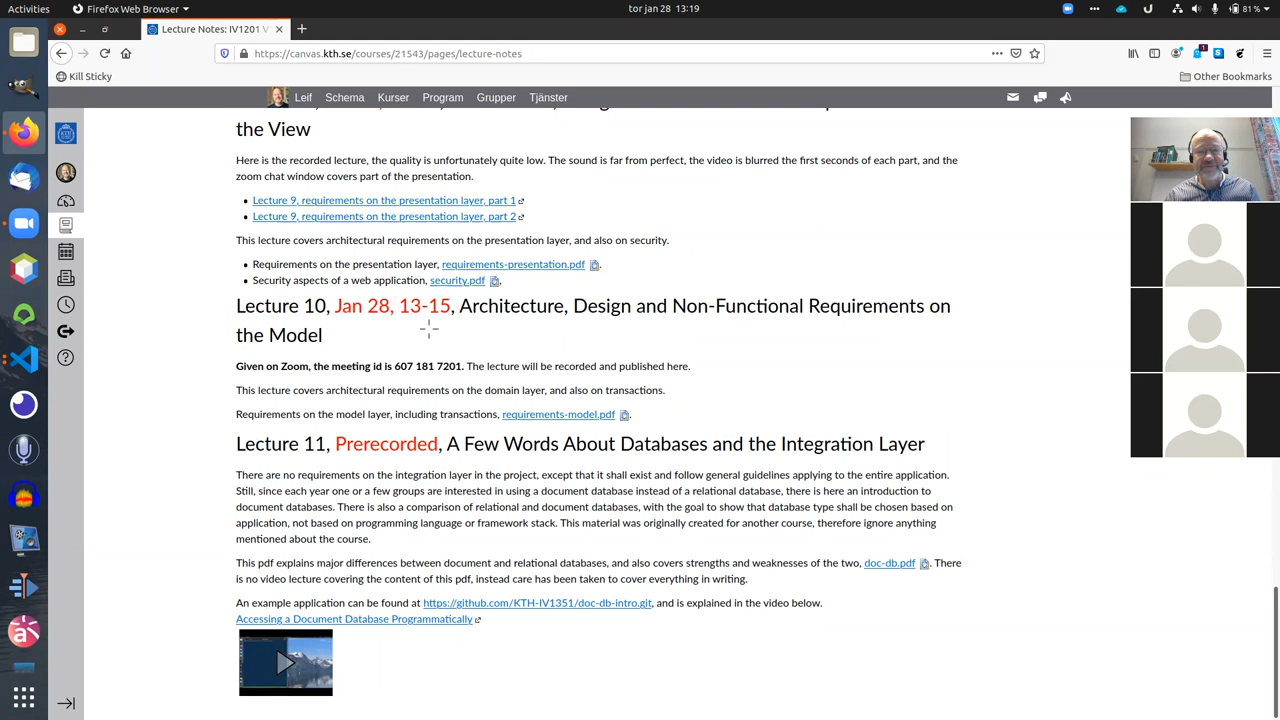 Activities
Firefox Web Browser
tor jan 28 13:19
81 %
Lecture Notes: IV1201 V
https://canvas.kth.se/courses/21543/pages/lecture-notes
Kill Sticky
Other Bookmarks
Leif Schema Kurser Program Grupper Tjänster
the View
Here is the recorded lecture, the quality is unfortunately quite low. The sound is far from perfect, the video is blurred the first seconds of each part, and the
zoom chat window covers part of the presentation.
Lecture 9, requirements on the presentation layer, part 1
Lecture 9, requirements on the presentation layer, part 2
This lecture covers architectural requirements on the presentation layer, and also on security.
Requirements on the presentation layer, requirements-presentation.pdf.
Security aspects of a web application, security.pdf,
Lecture 10, Jan 28, 13-15, Architecture, Design and Non-Functional Requirements on
the Model
Given on Zoom, the meeting id is 607 181 7201. The lecture will be recorded and published here.
This lecture covers architectural requirements on the domain layer, and also on transactions.
Requirements on the model layer, including transactions, requirements-model.pdf.
Lecture 11, Prerecorded, A Few Words About Databases and the Integration Layer
There are no requirements on the integration layer in the project, except that it shall exist and follow general guidelines applying to the entire application.
Still, since each year one or a few groups are interested in using a document database instead of a relational database, there is here an introduction to
document databases. There is also a comparison of relational and document databases, with the goal to show that database type shall be chosen based on
application, not based on programming language or framework stack. This material was originally created for another course, therefore ignore anything
mentioned about the course.
This pdf explains major differences between document and relational databases, and also covers strengths and weaknesses of the two, doc-db.pdf. There
is no video lecture covering the content of this pdf, instead care has been taken to cover everything in writing.
An example application can be found at https://github.com/KTH-IV1351/doc-db-intro.git, and is explained in the video below.
Accessing a Document Database Programmatically